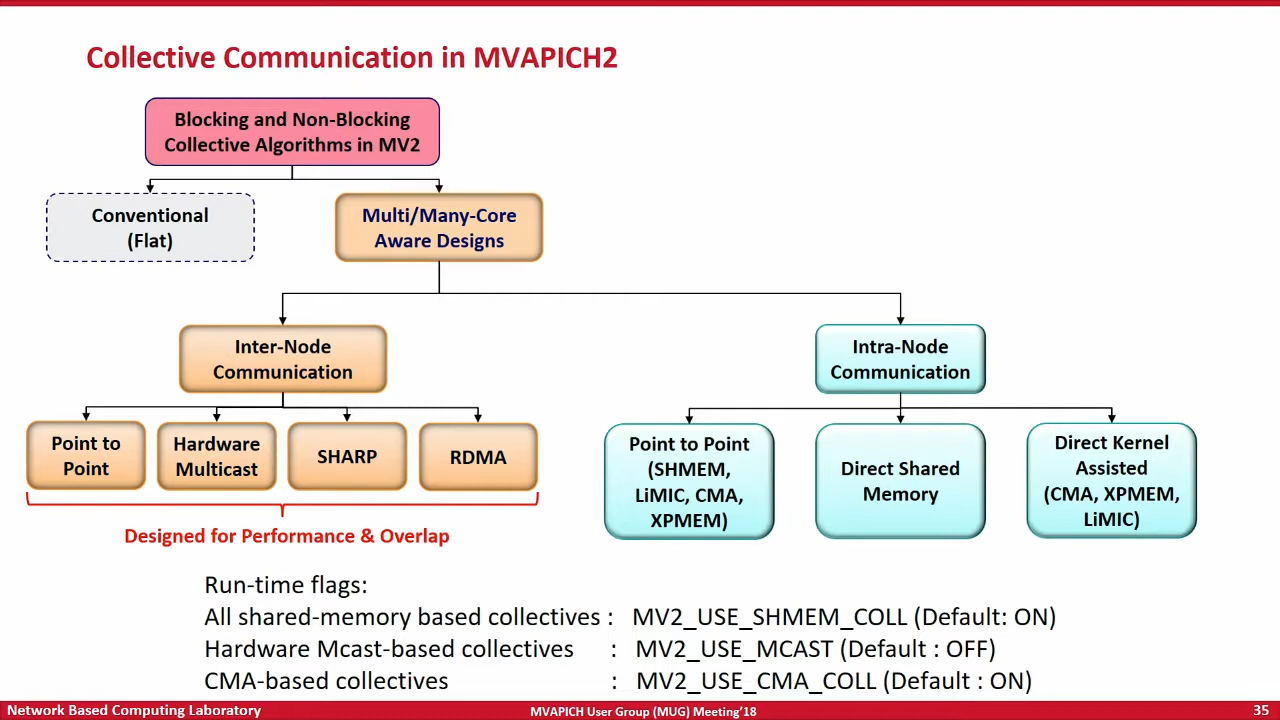 Collective Communication in MVAPICH2
Blocking and Non-Blocking
Collective Algorithms in MV2
Conventional
(Flat)
Multi/Many-Core
Aware Designs
Inter-Node
Communication
Intra-Node
Communication
Point to
Point
Hardware
Multicast
SHARP
RDMA
Point to Point
(SHMEM,
LiMIC, CMA,
XPMEM)
Direct Shared
Memory
Direct Kernel
Assisted
(CMA, XPMEM,
LiMIC)
Designed for Performance & Overlap
Run-time flags:
All shared-memory based collectives : MV2_USE_SHMEM_COLL (Default: ON)
Hardware Mcast-based collectives : MV2_USE_MCAST (Default : OFF)
CMA-based collectives : MV2_USE_CMA_COLL (Default : ON)
Network Based Computing Laboratory
MVAPICH User Group (MUG) Meeting'18
35